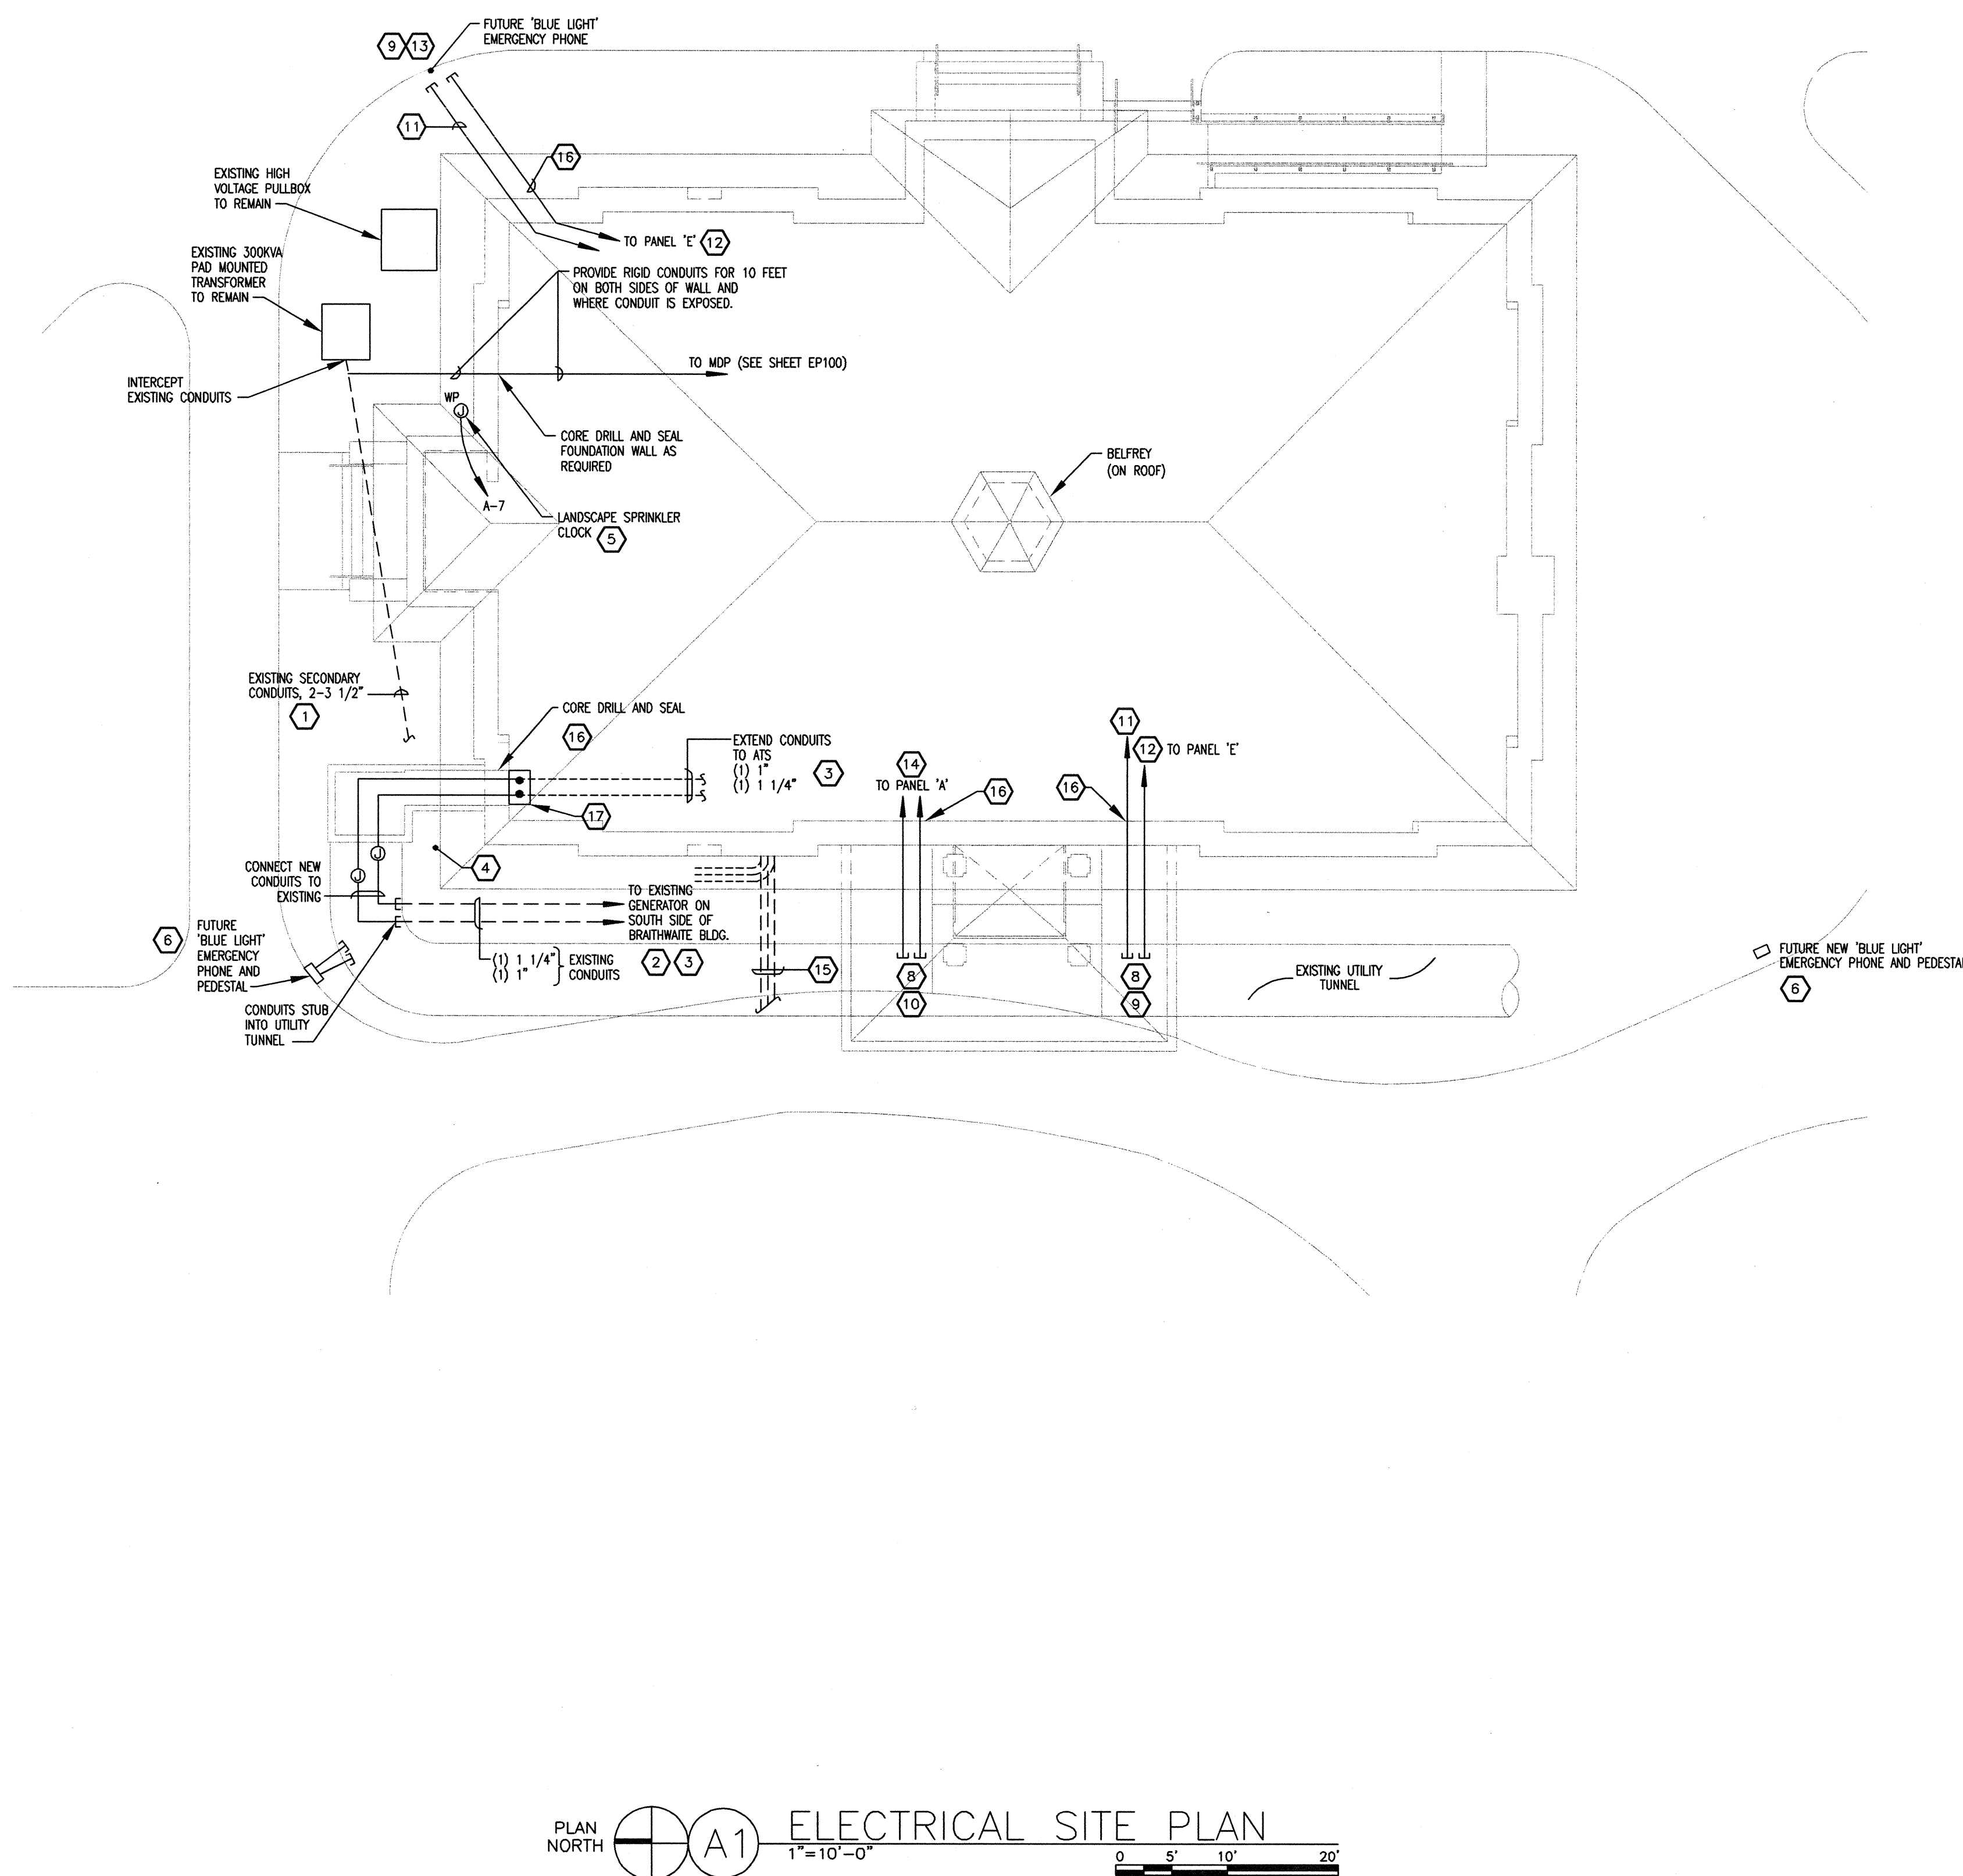 FUTURE 'BLUE LIGHT'
EMERGENCY PHONE
9
13
11
16
EXISTING HIGH
VOLTAGE PULLBOX
TO REMAIN
TO PANEL 'E'
12
EXISTING 300KVA
PAD MOUNTED
TRANSFORMER
TO REMAIN
PROVIDE RIGID CONDUITS FOR 10 FEET
ON BOTH SIDES OF WALL AND
WHERE CONDUIT IS EXPOSED.
TO MDP (SEE SHEET EP100)
INTERCEPT
EXISTING CONDUITS
WP
J
CORE DRILL AND SEAL
FOUNDATION WALL AS
REQUIRED
BELFREY
(ON ROOF)
A-7
LANDSCAPE SPRINKLER
CLOCK
5
EXISTING SECONDARY
CONDUITS, 2-3 1/2"
1
CORE DRILL AND SEAL
16
EXTEND CONDUITS
TO ATS
(1) 1"
(1) 1 1/4"
3
11
12
TO PANEL 'E'
14
TO PANEL 'A'
16
16
17
J
J
4
CONNECT NEW
CONDUITS TO
EXISTING
TO EXISTING
GENERATOR ON
SOUTH SIDE OF
BRAITHWAITE BLDG.
6
FUTURE
'BLUE LIGHT'
EMERGENCY
PHONE AND
PEDESTAL
(1) 1 1/4"
(1) 1"
EXISTING
CONDUITS
2
3
15
8
10
8
9
EXISTING UTILITY
TUNNEL
FUTURE NEW 'BLUE LIGHT'
EMERGENCY PHONE AND PEDESTAL
6
CONDUITS STUB
INTO UTILITY
TUNNEL
PLAN
NORTH
A1
ELECTRICAL SITE PLAN
1"=10'-0"
0 5' 10' 20'